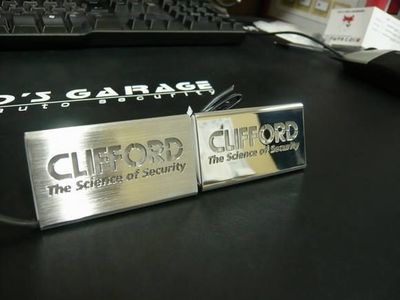 D'S GARAGE
auto security
CLIFFORD
The Science of Security
CLIFFORD
The Science of Security